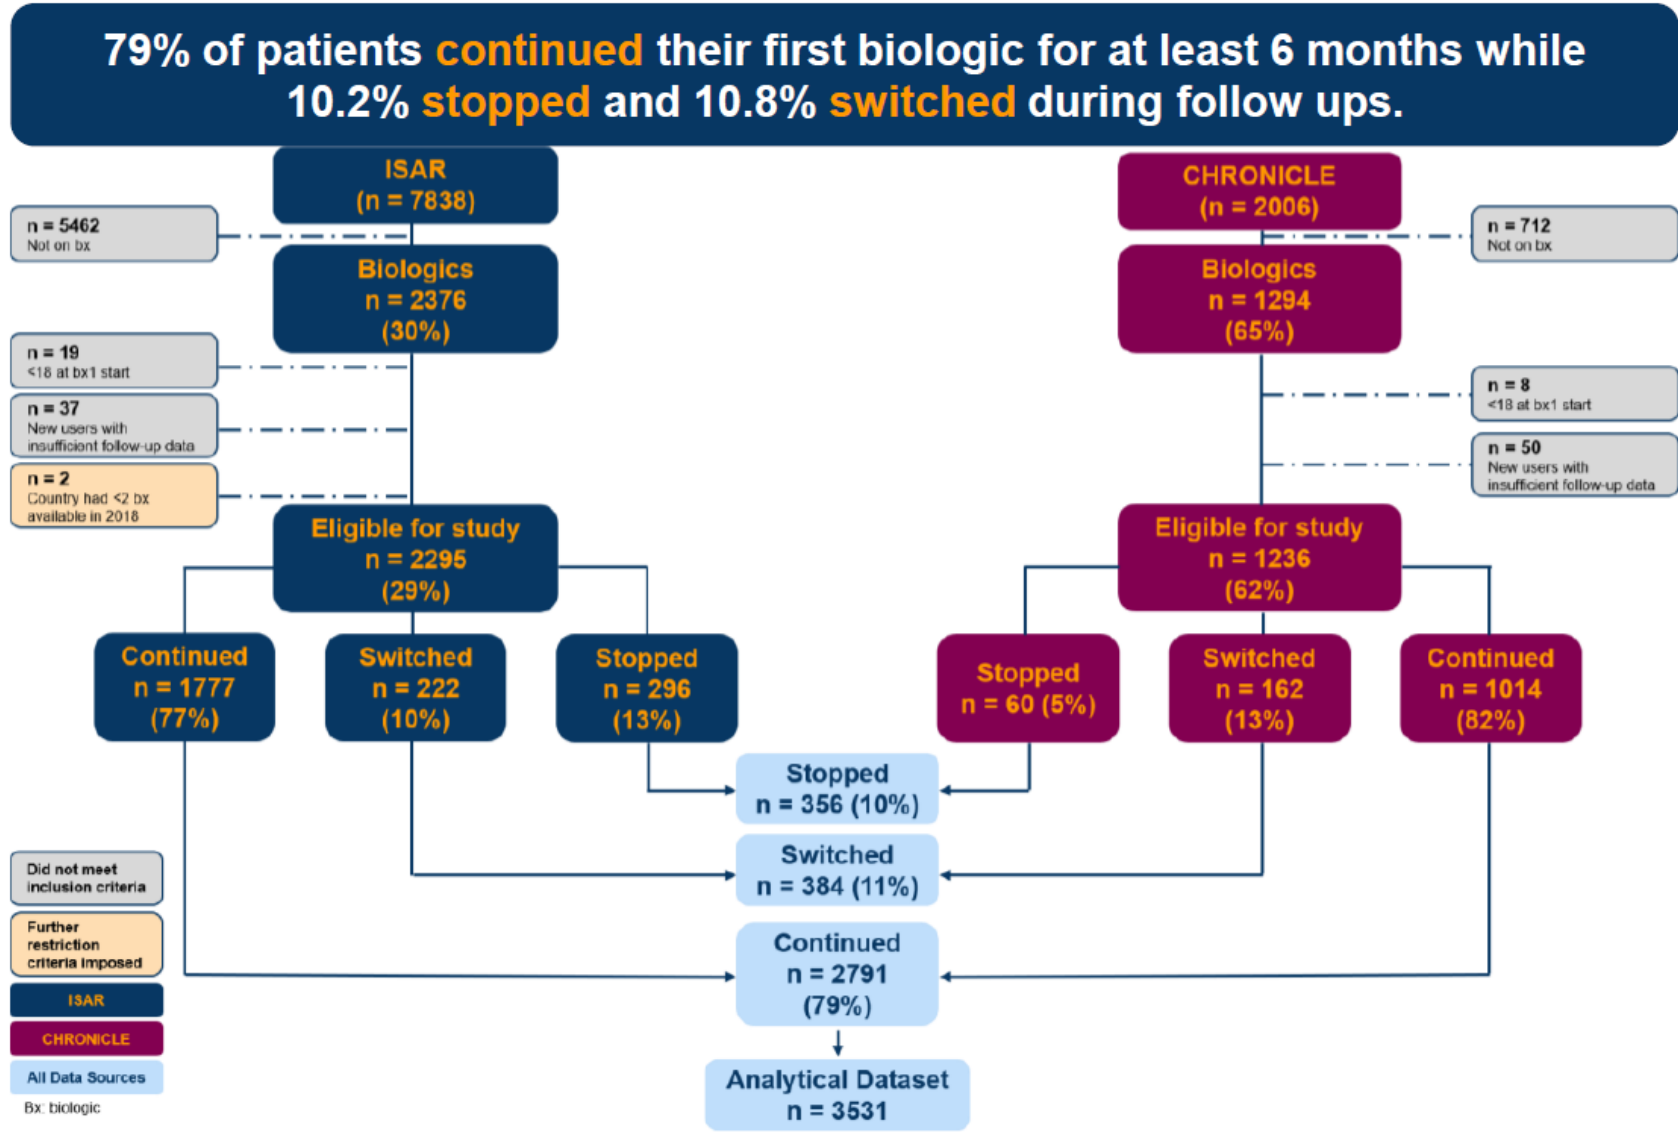 79% of patients continued their first biologic for at least 6 months while
10.2% stopped and 10.8% switched during follow ups.
ISAR
(n = 7838)
CHRONICLE
(n = 2006)
n = 5462
Not on bx
n = 712
Not on bx
Biologics
n = 2376
(30%)
Biologics
n = 1294
(65%)
n = 19
<18 at bx1 start
n = 37
New users with
insufficient follow-up data
n = 2
Country had <2 bx
available in 2018
n = 8
<18 at bx1 start
n = 50
New users with
insufficient follow-up data
Eligible for study
n = 2295
(29%)
Eligible for study
n = 1236
(62%)
Continued
n = 1777
(77%)
Switched
n = 222
(10%)
Stopped
n = 296
(13%)
Stopped
n = 60 (5%)
Switched
n = 162
(13%)
Continued
n = 1014
(82%)
Stopped
n = 356 (10%)
Switched
n = 384 (11%)
Continued
n = 2791
(79%)
Analytical Dataset
n = 3531
Did not meet
inclusion criteria
Further
restriction
criteria imposed
ISAR
CHRONICLE
All Data Sources
Bx: biologic